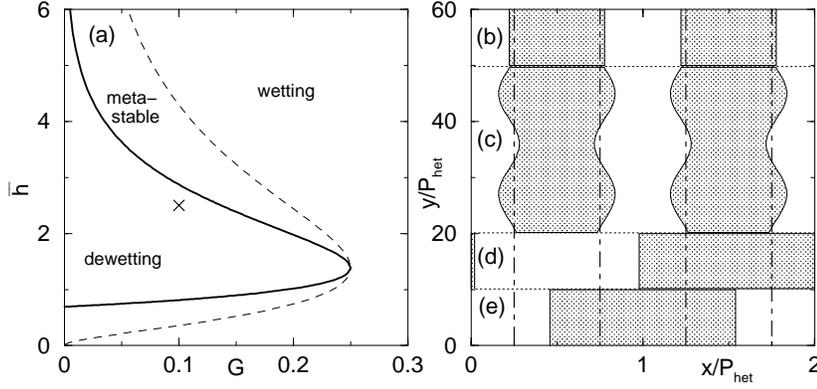 6
(a)
wetting
meta–
stable
4
h̅
2
dewetting
0
0
0.1
G
0.2
0.3
60
(b)
40
(c)
y/P_het
20
(d)
(e)
0
0
1
x/P_het
2